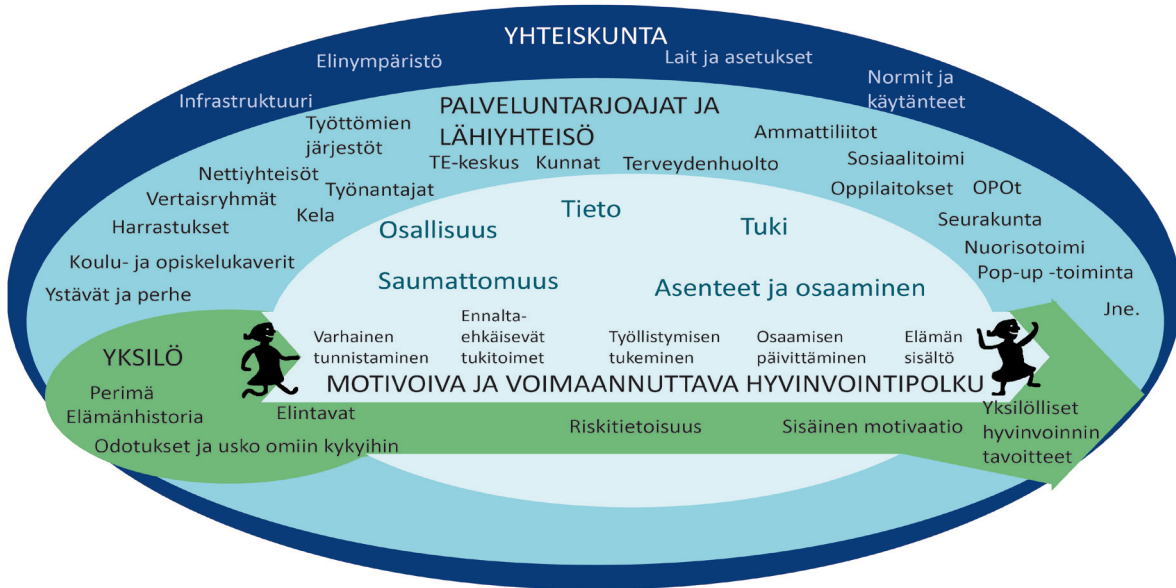 YHTEISKUNTA
Elinympäristö
Lait ja asetukset
Infrastruktuuri
Normit ja
käytänteet
PALVELUNTARJOAJAT JA
LÄHIYHTEISÖ
Työttömien
järjestöt
Ammattiliitot
TE-keskus
Kunnat
Terveydenhuolto
Sosiaalitoimi
Nettiyhteisöt
Työnantajat
Oppilaitokset
OPOt
Vertaisryhmät
Kela
Harrastukset
Seurakunta
Koulu- ja opiskelukaverit
Nuorisotoimi
Pop-up -toiminta
Ystävät ja perhe
Jne.
Tieto
Osallisuus
Tuki
Saumattomuus
Asenteet ja osaaminen
YKSILÖ
Varhainen
tunnistaminen
Ennalta-
ehkäisevät
tukitoimet
Työllistymisen
tukeminen
Osaamisen
päivittäminen
Elämän
sisältö
MOTIVOIVA JA VOIMAANNUTTAVA HYVINVOINTIPOLKU
Perimä
Elämänhistoria
Elintavat
Odotukset ja usko omiin kykyihin
Riskitietoisuus
Sisäinen motivaatio
Yksilölliset
hyvinvoinnin
tavoitteet